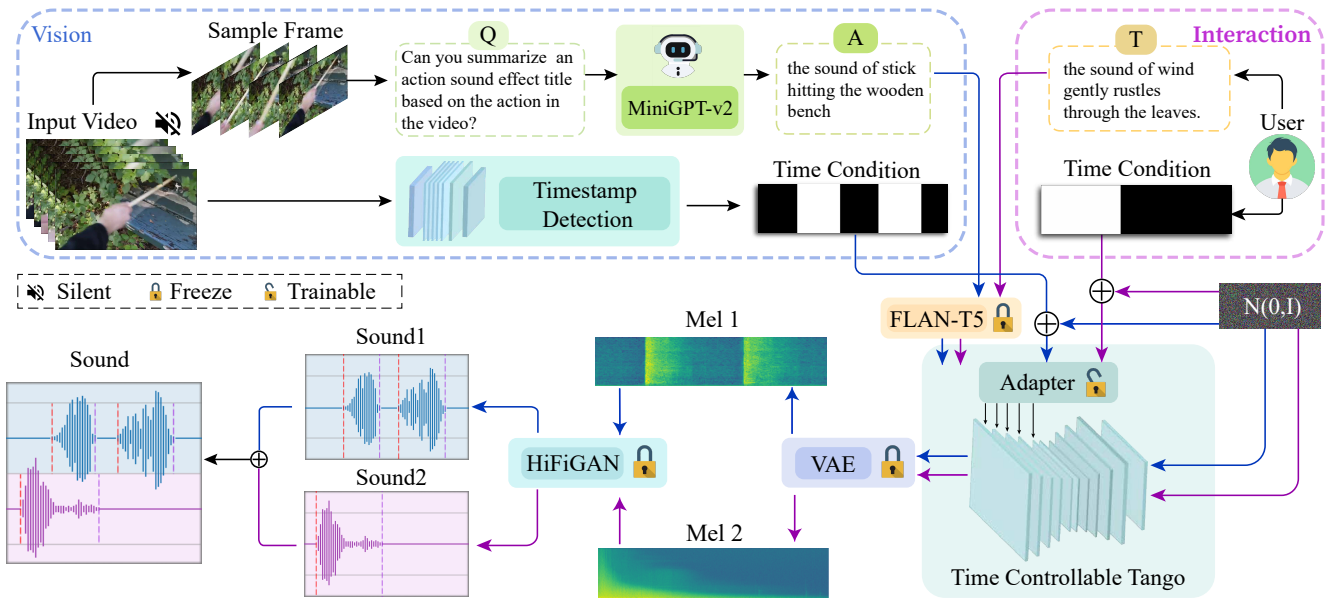 Vision
Sample Frame
Input Video
Q
Can you summarize an
action sound effect title
based on the action in
the video?
MiniGPT-v2
A
the sound of stick
hitting the wooden
bench
Interaction
T
the sound of wind
gently rustles
through the leaves.
User
Timestamp
Detection
Time Condition
Time Condition
Silent
Freeze
Trainable
FLAN-T5
N(0,I)
Adapter
Time Controllable Tango
VAE
Mel 1
Mel 2
HiFiGAN
Sound1
Sound2
Sound